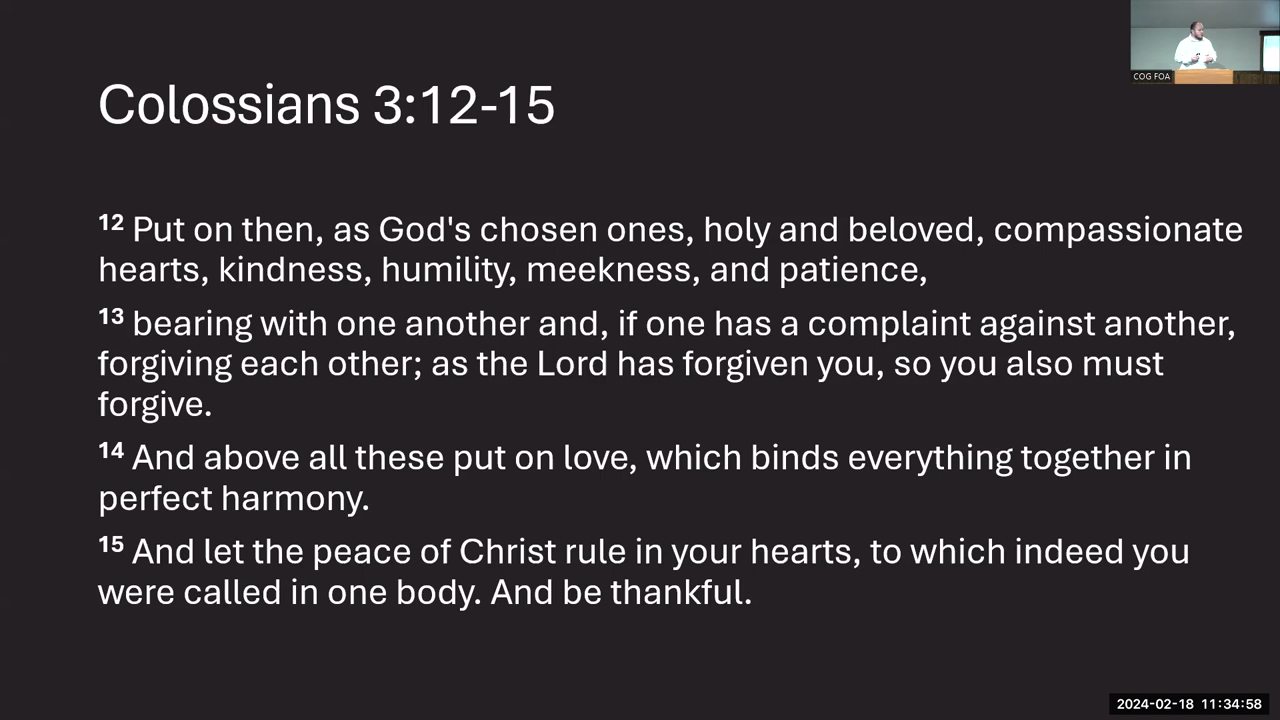 COG FOA
Colossians 3:12-15
12 Put on then, as God's chosen ones, holy and beloved, compassionate
hearts, kindness, humility, meekness, and patience,
13 bearing with one another and, if one has a complaint against another,
forgiving each other; as the Lord has forgiven you, so you also must
forgive.
14 And above all these put on love, which binds everything together in
perfect harmony.
15 And let the peace of Christ rule in your hearts, to which indeed you
were called in one body. And be thankful.
2024-02-18 11:34:58